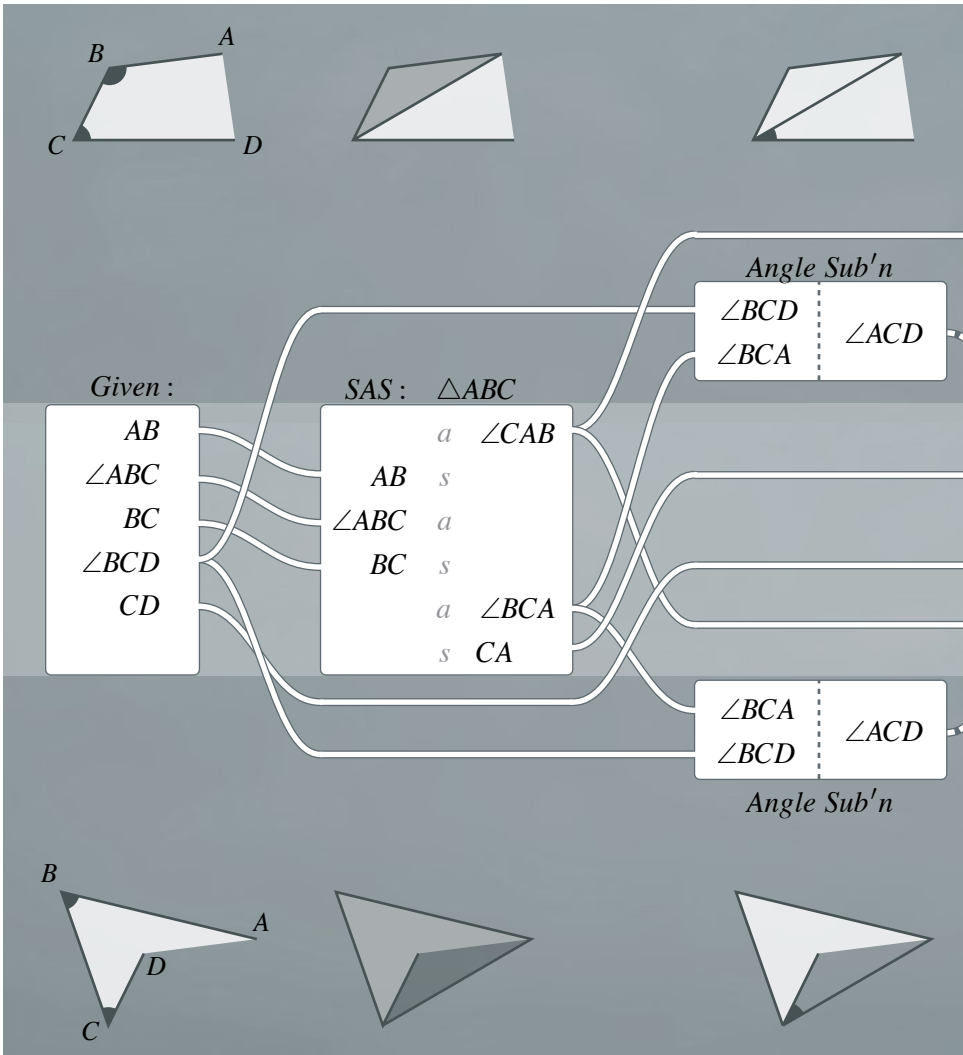 A
B
C
D
Angle Sub′n
∠BCD
∠BCA
∠ACD
Given :
AB
∠ABC
BC
∠BCD
CD
SAS : △ABC
a ∠CAB
AB s
∠ABC a
BC s
a ∠BCA
s CA
∠BCA
∠BCD
∠ACD
Angle Sub′n
B
A
D
C